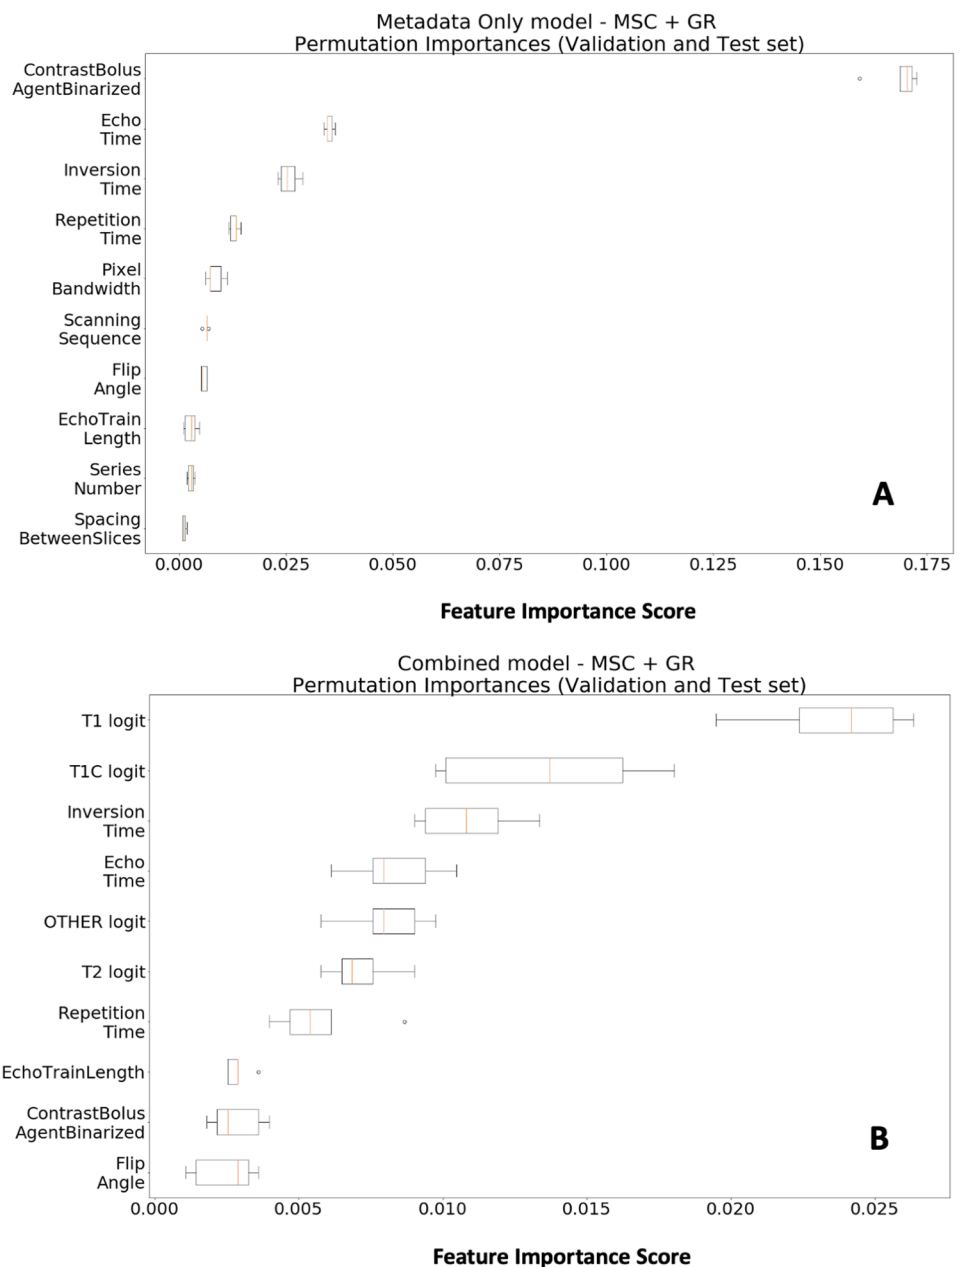 Metadada Only model - MSC + GR
Permutation Importances (Validation and Test set)
ContrastBolus
AgentBinarized
Echo
Time
Inversion
Time
Repetition
Time
Pixel
Bandwidth
Scanning
Sequence
Flip
Angle
EchoTrain
Length
Series
Number
Spacing
BetweenSlices
A
0.000 0.025 0.050 0.075 0.100 0.125 0.150 0.175
Feature Importance Score
Combined model - MSC + GR
Permutation Importances (Validation and Test set)
T1 logit
T1C logit
Inversion
Time
Echo
Time
OTHER logit
T2 logit
Repetition
Time
EchoTrainLength
ContrastBolus
AgentBinarized
Flip
Angle
B
0.000 0.005 0.010 0.015 0.020 0.025
Feature Importance Score